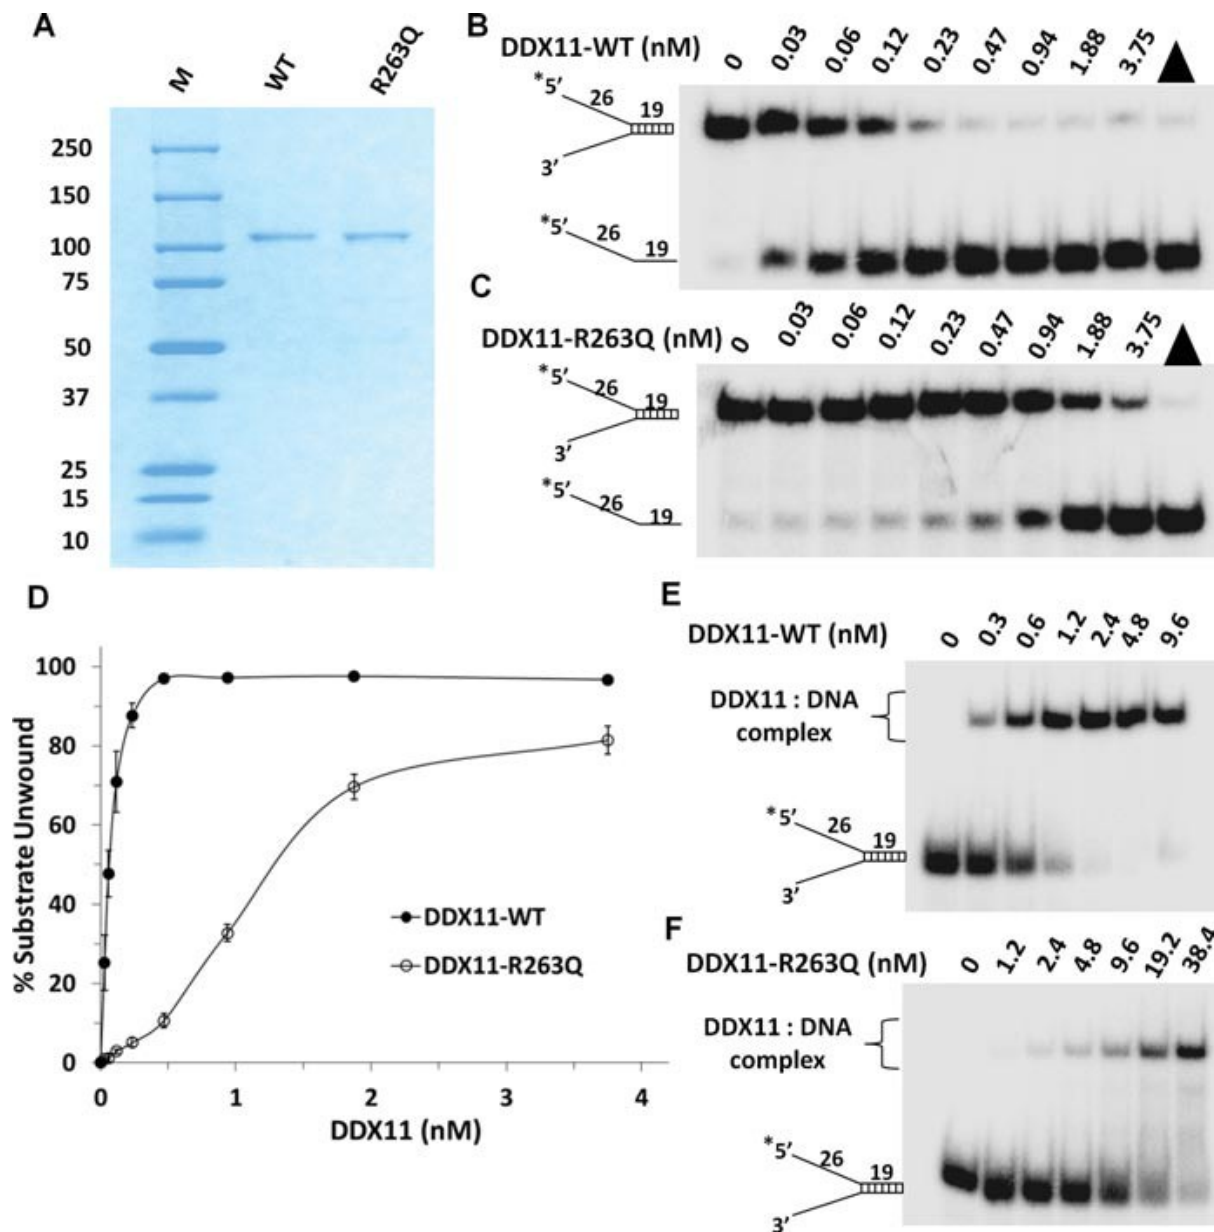 A
M WT R263Q
250
150
100
75
50
37
25
15
10
B
DDX11-WT (nM)
0 0.03 0.06 0.12 0.23 0.47 0.94 1.88 3.75
*5'
26
19
3'
*5'
26
19
C
DDX11-R263Q (nM)
0 0.03 0.06 0.12 0.23 0.47 0.94 1.88 3.75
*5'
26
19
3'
*5'
26
19
D
% Substrate Unwound
100
80
60
40
20
0
DDX11-WT
DDX11-R263Q
0 1 2 3 4
DDX11 (nM)
E
DDX11-WT (nM)
0 0.3 0.6 1.2 2.4 4.8 9.6
DDX11 : DNA
complex
*5'
26
19
3'
F
DDX11-R263Q (nM)
0 1.2 2.4 4.8 9.6 19.2 38.4
DDX11 : DNA
complex
*5'
26
19
3'